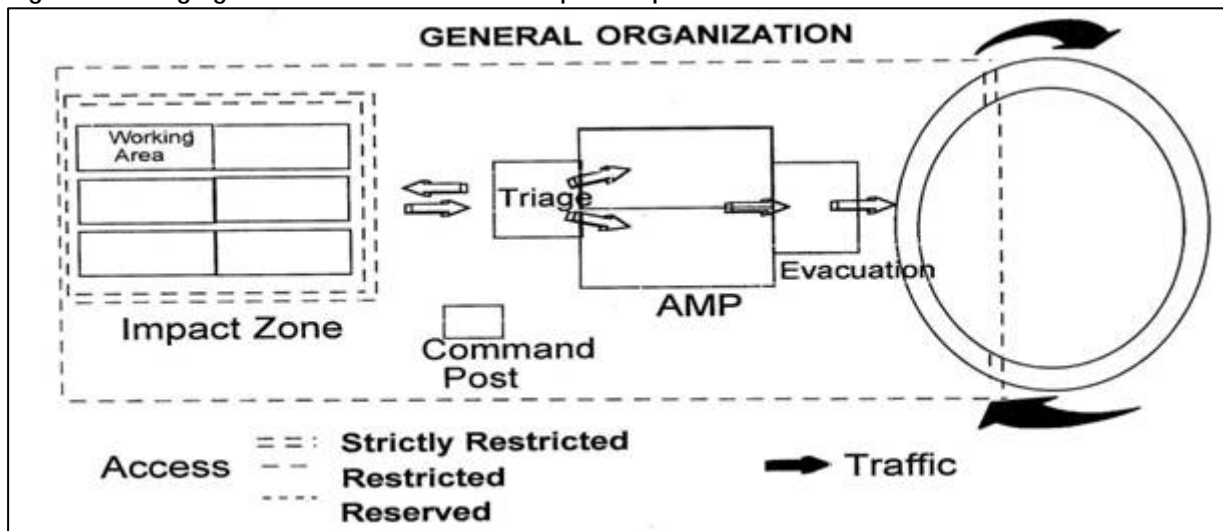 GENERAL ORGANIZATION
Working
Area
Triage
Evacuation
AMP
Impact Zone
Command
Post
Access
Strictly Restricted
Restricted
Reserved
Traffic